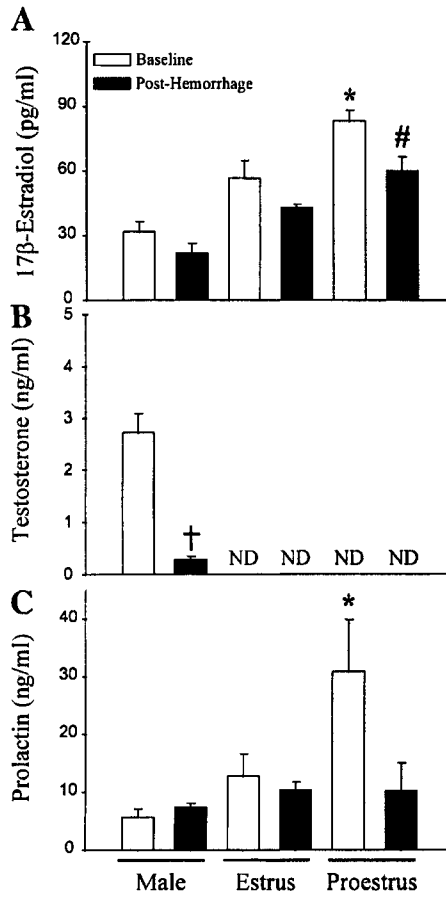 A
120
90
60
30
0
17β-Estradiol (pg/ml)
Baseline
Post-Hemorrhage
*
#
B
5
4
3
2
1
0
Testosterone (ng/ml)
†
ND ND ND ND
C
40
30
20
10
0
Prolactin (ng/ml)
*
Male Estrus Proestrus